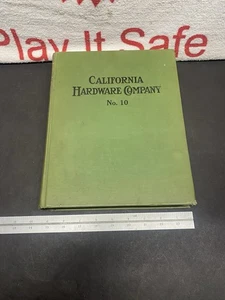 Play It Safe
CALIFORNIA
HARDWARE COMPANY
No. 10